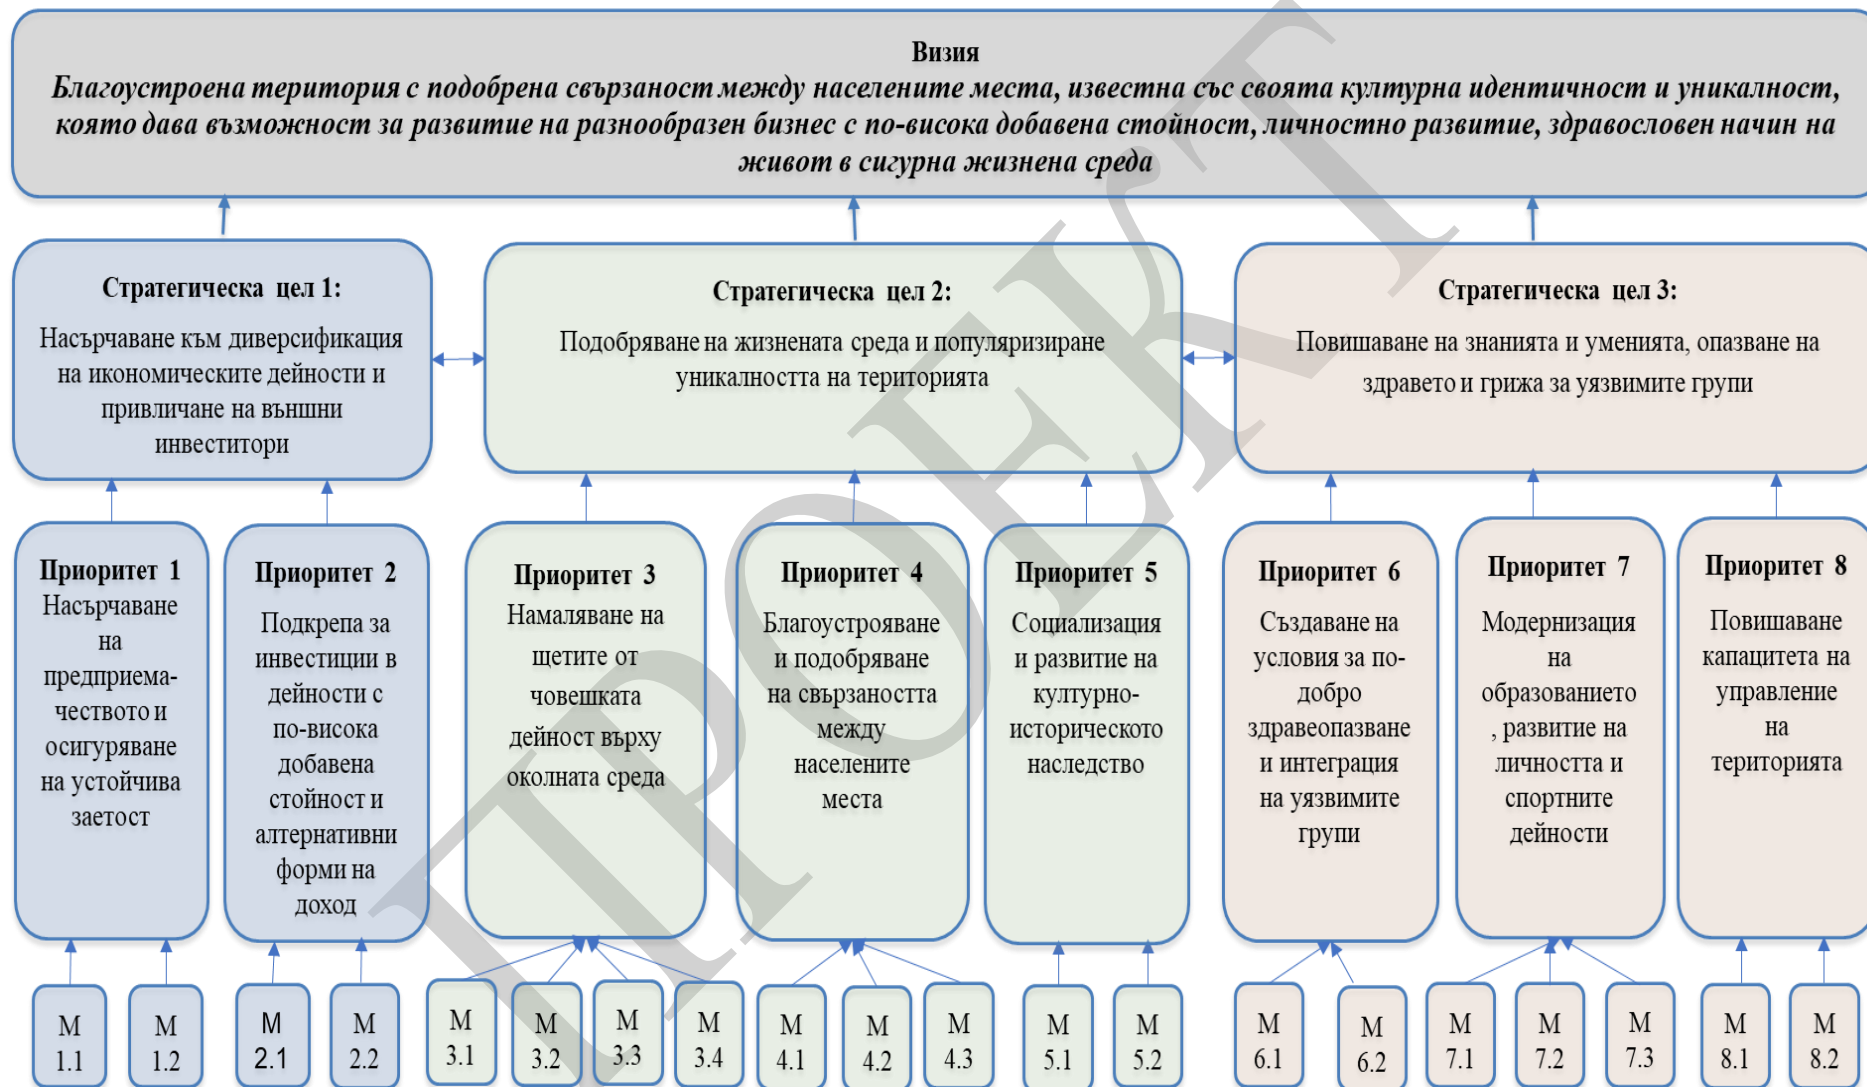 Визия
Благоустроена територия с подобрена свързаност между населените места, известна със своята културна идентичност и уникалност,
която дава възможност за развитие на разнообразен бизнес с по-висока добавена стойност, личностно развитие, здравословен начин на
живот в сигурна жизнена среда
Стратегическа цел 1:
Насърчаване към диверсификация
на икономическите дейности и
привличане на външни
инвеститори
Стратегическа цел 2:
Подобряване на жизнената среда и популяризиране
уникалността на територията
Стратегическа цел 3:
Повишаване на знанията и уменията, опазване на
здравето и грижа за уязвимите групи
Приоритет 1
Насърчаване
на
предприема-
чеството и
осигуряване
на устойчива
заетост
Приоритет 2
Подкрепа за
инвестиции в
дейности с
по-висока
добавена
стойност и
алтернативни
форми на
доход
Приоритет 3
Намаляване на
щетите от
човешката
дейност върху
околната среда
Приоритет 4
Благоустрояване
и подобряване
на свързаността
между
населените
места
Приоритет 5
Социализация
и развитие на
културно-
историческото
наследство
Приоритет 6
Създаване на
условия за по-
добро
здравеопазване
и интеграция
на уязвимите
групи
Приоритет 7
Модернизация
на
образованието
, развитие на
личността и
спортните
дейности
Приоритет 8
Повишаване
капацитета на
управление
на
територията
М
1.1
М
1.2
М
2.1
М
2.2
М
3.1
М
3.2
М
3.3
М
3.4
М
4.1
М
4.2
М
4.3
М
5.1
М
5.2
М
6.1
М
6.2
М
7.1
М
7.2
М
7.3
М
8.1
М
8.2
ПРОЕКТ